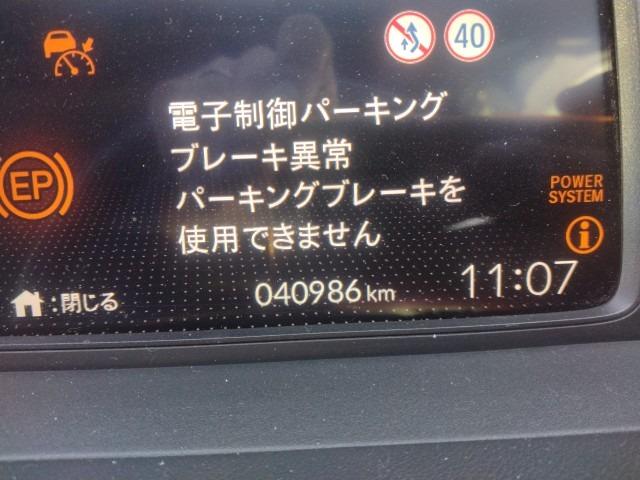 40
電子制御パーキング
ブレーキ異常
パーキングブレーキを
使用できません
EP
POWER
SYSTEM
:閉じる
040986 km
11:07